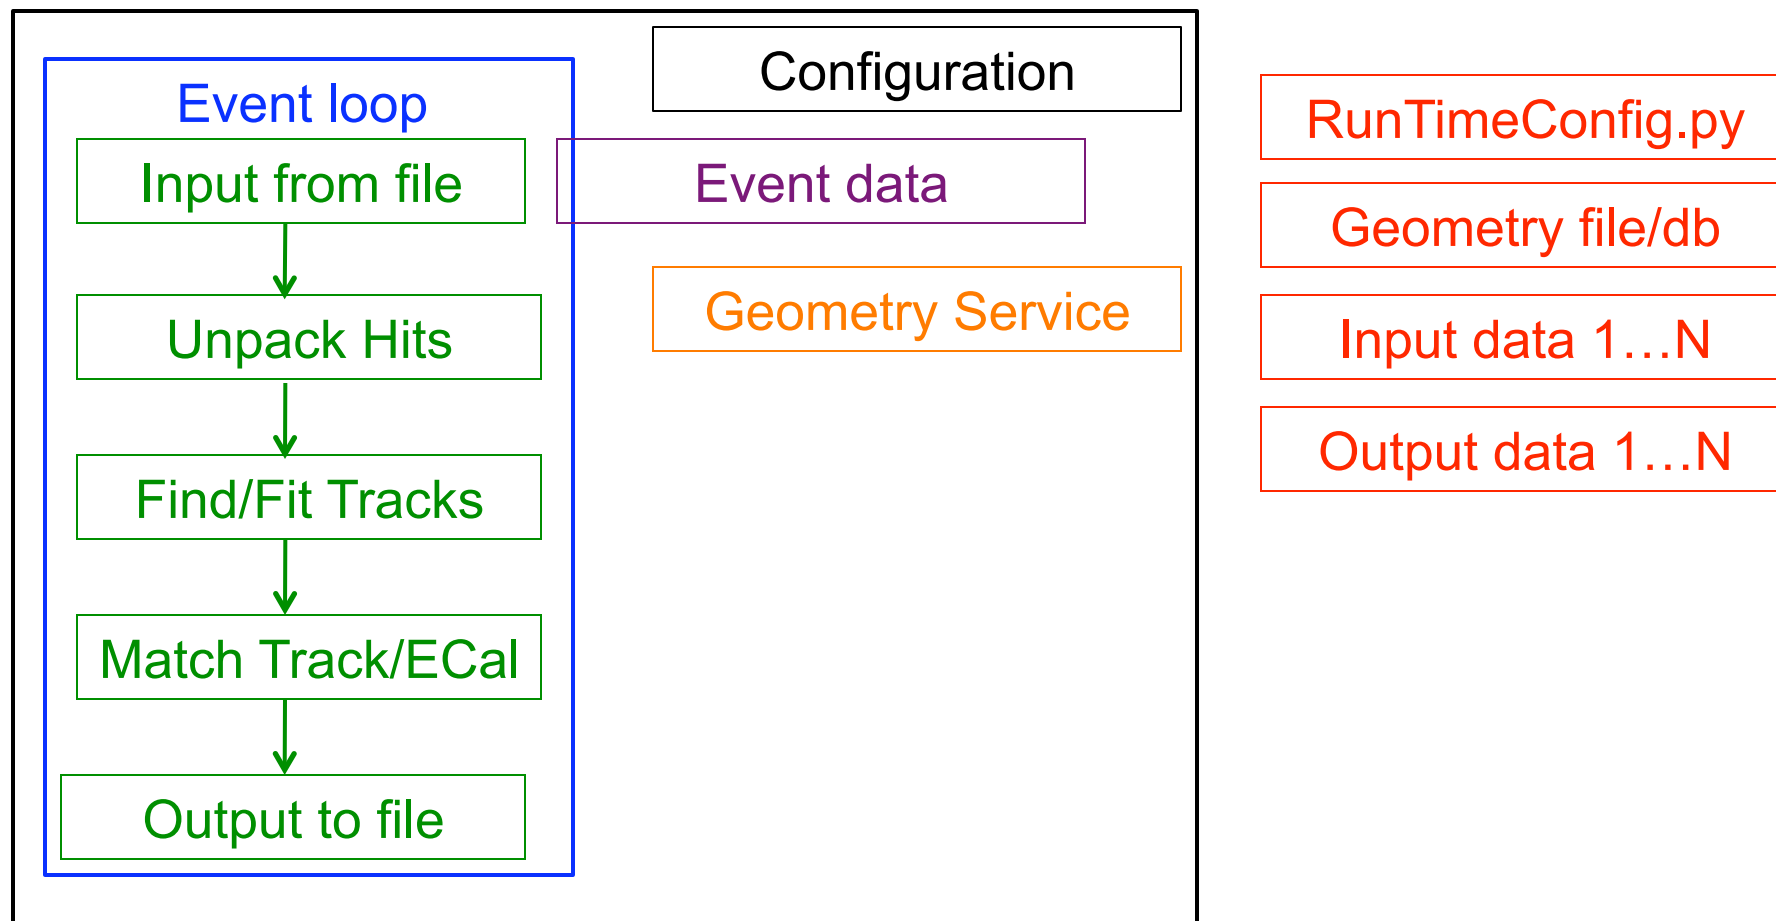 Event loop
Input from file
Unpack Hits
Find/Fit Tracks
Match Track/ECal
Output to file
Configuration
Event data
Geometry Service
RunTimeConfig.py
Geometry file/db
Input data 1…N
Output data 1…N